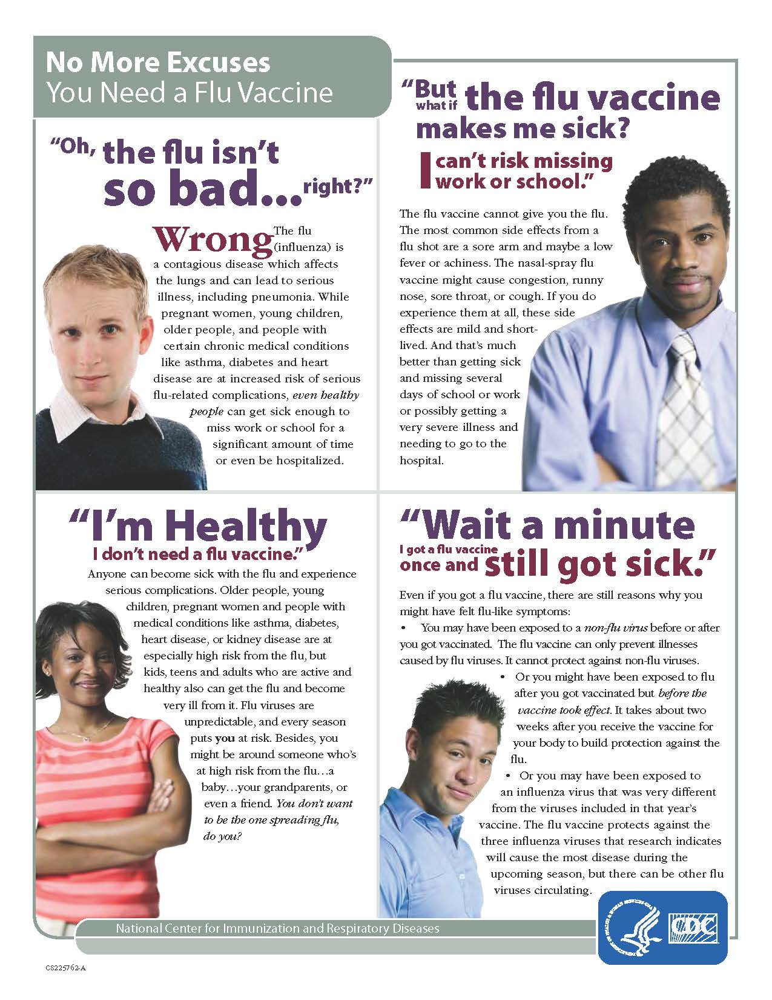 No More Excuses
You Need a Flu Vaccine
“Oh, the flu isn’t
so bad...right?”
Wrong The flu
(influenza) is
a contagious disease which affects
the lungs and can lead to serious
illness, including pneumonia. While
pregnant women, young children,
older people, and people with
certain chronic medical conditions
like asthma, diabetes and heart
disease are at increased risk of serious
flu-related complications, even healthy
people can get sick enough to
miss work or school for a
significant amount of time
or even be hospitalized.
“But what if the flu vaccine
makes me sick?
I can’t risk missing
work or school.”
The flu vaccine cannot give you the flu.
The most common side effects from a
flu shot are a sore arm and maybe a low
fever or achiness. The nasal-spray flu
vaccine might cause congestion, runny
nose, sore throat, or cough. If you do
experience them at all, these side
effects are mild and short-
lived. And that’s much
better than getting sick
and missing several
days of school or work
or possibly getting a
very severe illness and
needing to go to the
hospital.
“I’m Healthy
I don’t need a flu vaccine.”
Anyone can become sick with the flu and experience
serious complications. Older people, young
children, pregnant women and people with
medical conditions like asthma, diabetes,
heart disease, or kidney disease are at
especially high risk from the flu, but
kids, teens and adults who are active and
healthy also can get the flu and become
very ill from it. Flu viruses are
unpredictable, and every season
puts you at risk. Besides, you
might be around someone who’s
at high risk from the flu…a
baby…your grandparents, or
even a friend. You don’t want
to be the one spreading flu,
do you?
“Wait a minute
I got a flu vaccine
once and still got sick.”
Even if you got a flu vaccine, there are still reasons why you
might have felt flu-like symptoms:
• You may have been exposed to a non-flu virus before or after
you got vaccinated. The flu vaccine can only prevent illnesses
caused by flu viruses. It cannot protect against non-flu viruses.
• Or you might have been exposed to flu
after you got vaccinated but before the
vaccine took effect. It takes about two
weeks after you receive the vaccine for
your body to build protection against the
flu.
• Or you may have been exposed to
an influenza virus that was very different
from the viruses included in that year’s
vaccine. The flu vaccine protects against the
three influenza viruses that research indicates
will cause the most disease during the
upcoming season, but there can be other flu
viruses circulating.
National Center for Immunization and Respiratory Diseases
DEPARTMENT OF HEALTH & HUMAN SERVICES • USA
CDC
CS225762-A